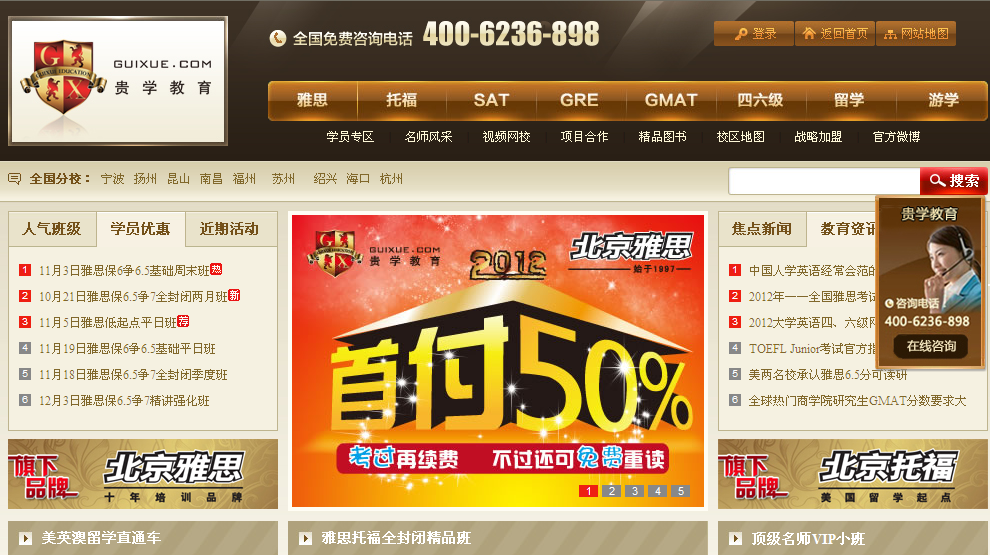 GUIXUE.COM
贵学教育
GUIXUE EDUCATION
G X
全国免费咨询电话 400-6236-898
登录 返回首页 网站地图
雅思 托福 SAT GRE GMAT 四六级 留学 游学
学员专区 名师风采 视频网校 项目合作 精品图书 校区地图 战略加盟 官方微博
全国分校： 宁波 扬州 昆山 南昌 福州 苏州 绍兴 海口 杭州
搜索
人气班级 学员优惠 近期活动
1 11月3日雅思保6争6.5基础周末班 热
2 10月21日雅思保6.5争7全封闭两月班 新
3 11月5日雅思低起点平日班 荐
4 11月19日雅思保6争6.5基础平日班
5 11月18日雅思保6.5争7全封闭季度班
6 12月3日雅思保6.5争7精讲强化班
GUIXUE.COM
贵学教育
2012
北京雅思
始于1997
首付50%
考过再续费 不过还可免费重读
1 2 3 4 5
焦点新闻 教育资讯
1 中国人学英语经常会范的
2 2012年一一全国雅思考试
3 2012大学英语四、六级网
4 TOEFL Junior考试官方指
5 美两名校承认雅思6.5分可读研
6 全球热门商学院研究生GMAT分数要求大
贵学教育
咨询电话
400-6236-898
在线咨询
旗下品牌
北京雅思
十年培训品牌
旗下品牌
北京托福
美国留学起点
美英澳留学直通车
雅思托福全封闭精品班
顶级名师VIP小班